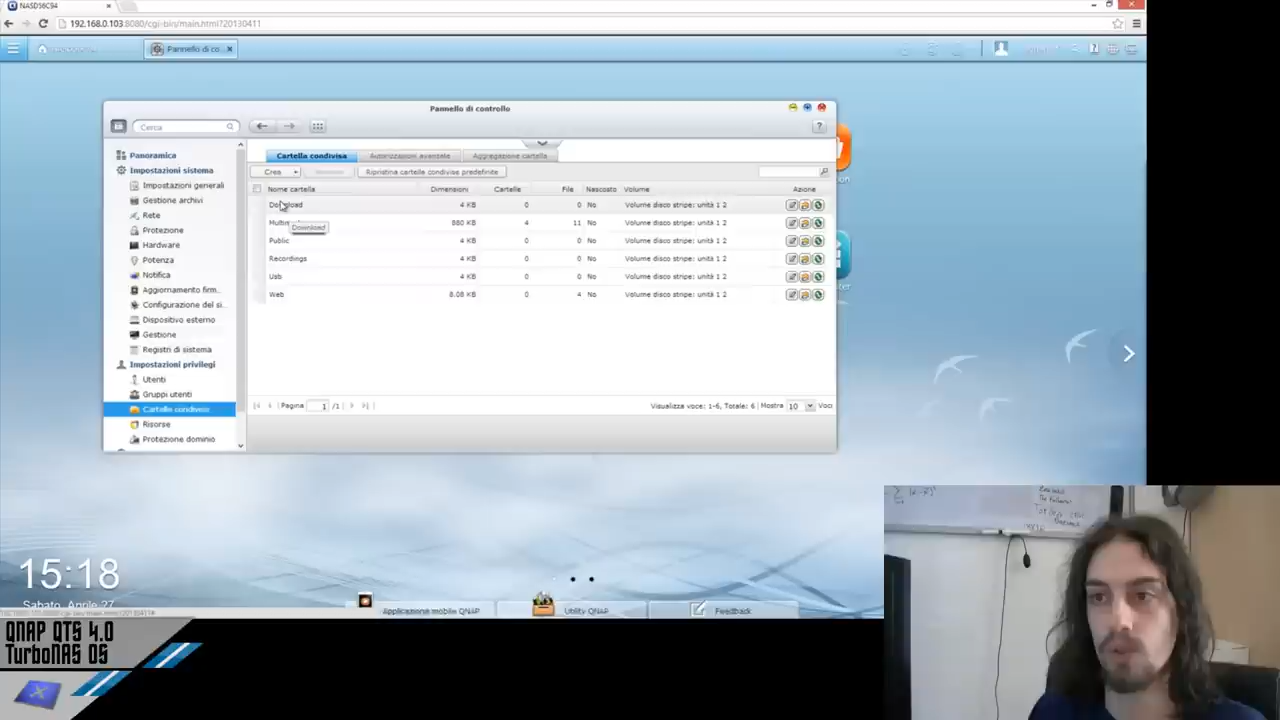 NASD56C94
192.168.0.103:8080/cgi-bin/main.html?20130411
Pannello di co
Pannello di controllo
Cerca
Panoramica
Impostazioni sistema
Impostazioni generali
Gestione archivi
Rete
Protezione
Hardware
Potenza
Notifica
Aggiornamento firm...
Configurazione del si...
Dispositivo esterno
Gestione
Registri di sistema
Impostazioni privilegi
Utenti
Gruppi utenti
Cartelle condivise
Risorse
Protezione dominio
Cartella condivisa Autorizzazioni avanzate Aggregazione cartella
Crea Ripristina cartelle condivise predefinite
Nome cartella Dimensioni Cartelle File Nascosto Volume Azione
Download 4 KB 0 0 No Volume disco stripe: unità 1 2
Multim 880 KB 4 11 No Volume disco stripe: unità 1 2
Download
Public 4 KB 0 0 No Volume disco stripe: unità 1 2
Recordings 4 KB 0 0 No Volume disco stripe: unità 1 2
Usb 4 KB 0 0 No Volume disco stripe: unità 1 2
Web 8.08 KB 0 4 No Volume disco stripe: unità 1 2
Pagina 1 /1 Visualizza voce: 1-6, Totale: 6 Mostra 10 Voci
15:18
Sabato, Aprile 27
Applicazione mobile QNAP Utility QNAP Feedback
QNAP QTS 4.0
TurboNAS OS